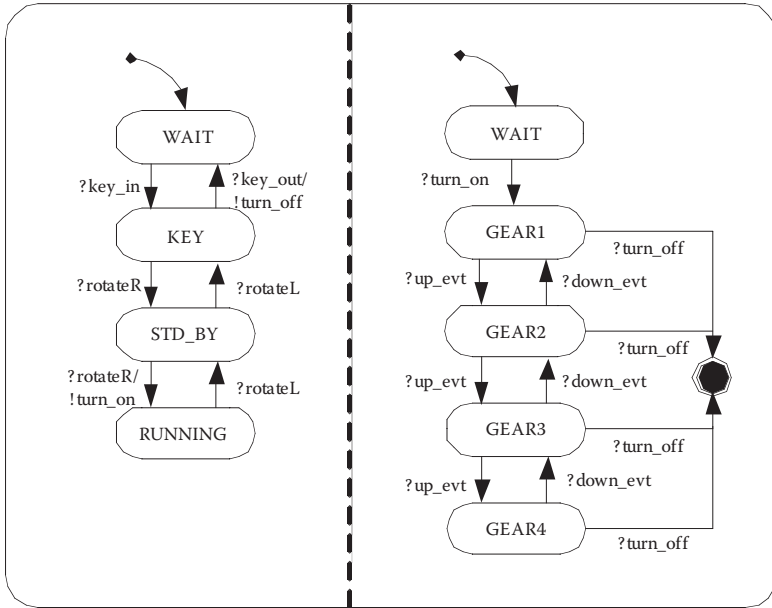 WAIT
?key_in
?key_out/
!turn_off
KEY
?rotateR
?rotateL
STD_BY
?rotateR/
!turn_on
?rotateL
RUNNING
WAIT
?turn_on
GEAR1
?turn_off
?up_evt
?down_evt
GEAR2
?turn_off
?up_evt
?down_evt
GEAR3
?turn_off
?up_evt
?down_evt
GEAR4
?turn_off